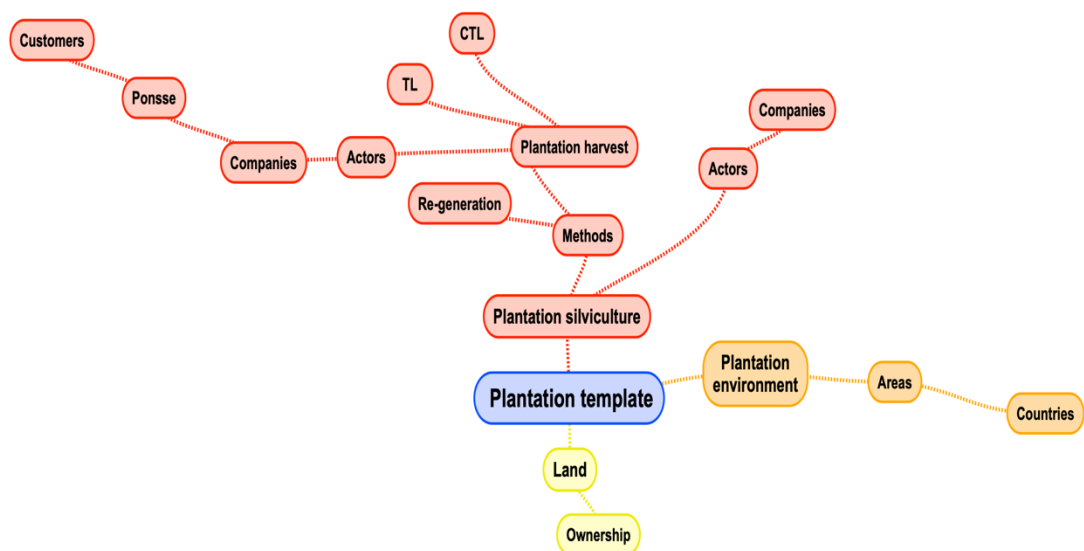 CTL
Customers
TL
Ponsse
Companies
Plantation harvest
Actors
Companies
Actors
Re-generation
Methods
Plantation silviculture
Plantation
environment
Areas
Plantation template
Countries
Land
Ownership